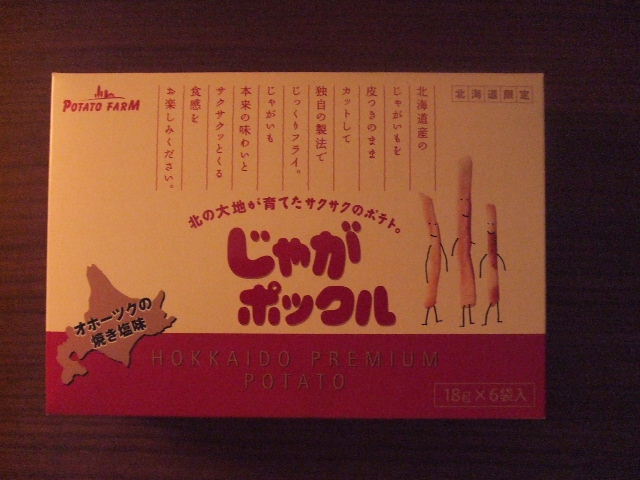 POTATO FARM
北海道限定
北海道産の
じゃがいもを
皮つきのまま
カットして
独自の製法で
じっくりフライ。
じゃがいも
本来の味わいと
サクサクッとくる
食感を
お楽しみください。
北の大地が育てたサクサクのポテト。
じゃが
ポックル
オホーツクの
焼き塩味
HOKKAIDO PREMIUM
POTATO
18g×6袋入